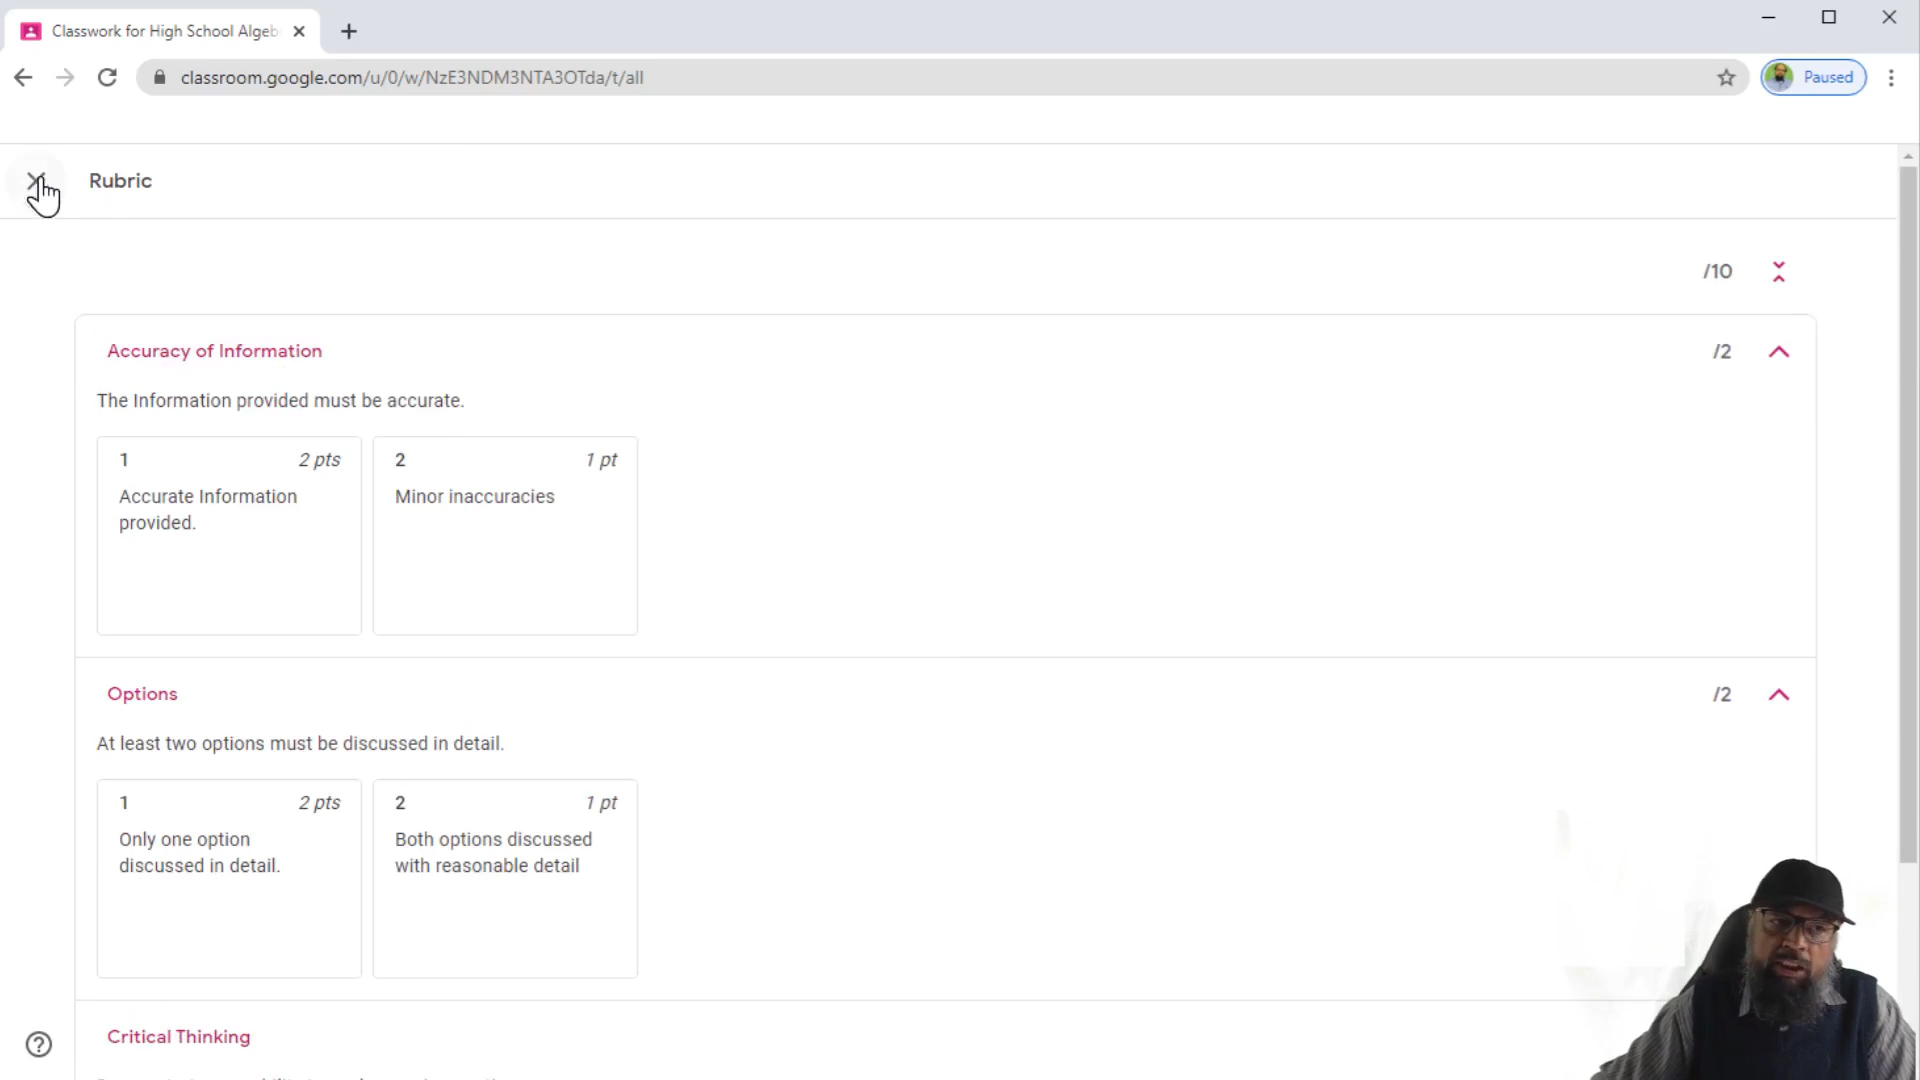 Classwork for High School Algeb
classroom.google.com/u/0/w/NzE3NDM3NTA3OTda/t/all
Paused
Rubric
/10
Accuracy of Information
/2
The Information provided must be accurate.
1 2 pts
Accurate Information
provided.
2 1 pt
Minor inaccuracies
Options
/2
At least two options must be discussed in detail.
1 2 pts
Only one option
discussed in detail.
2 1 pt
Both options discussed
with reasonable detail
Critical Thinking